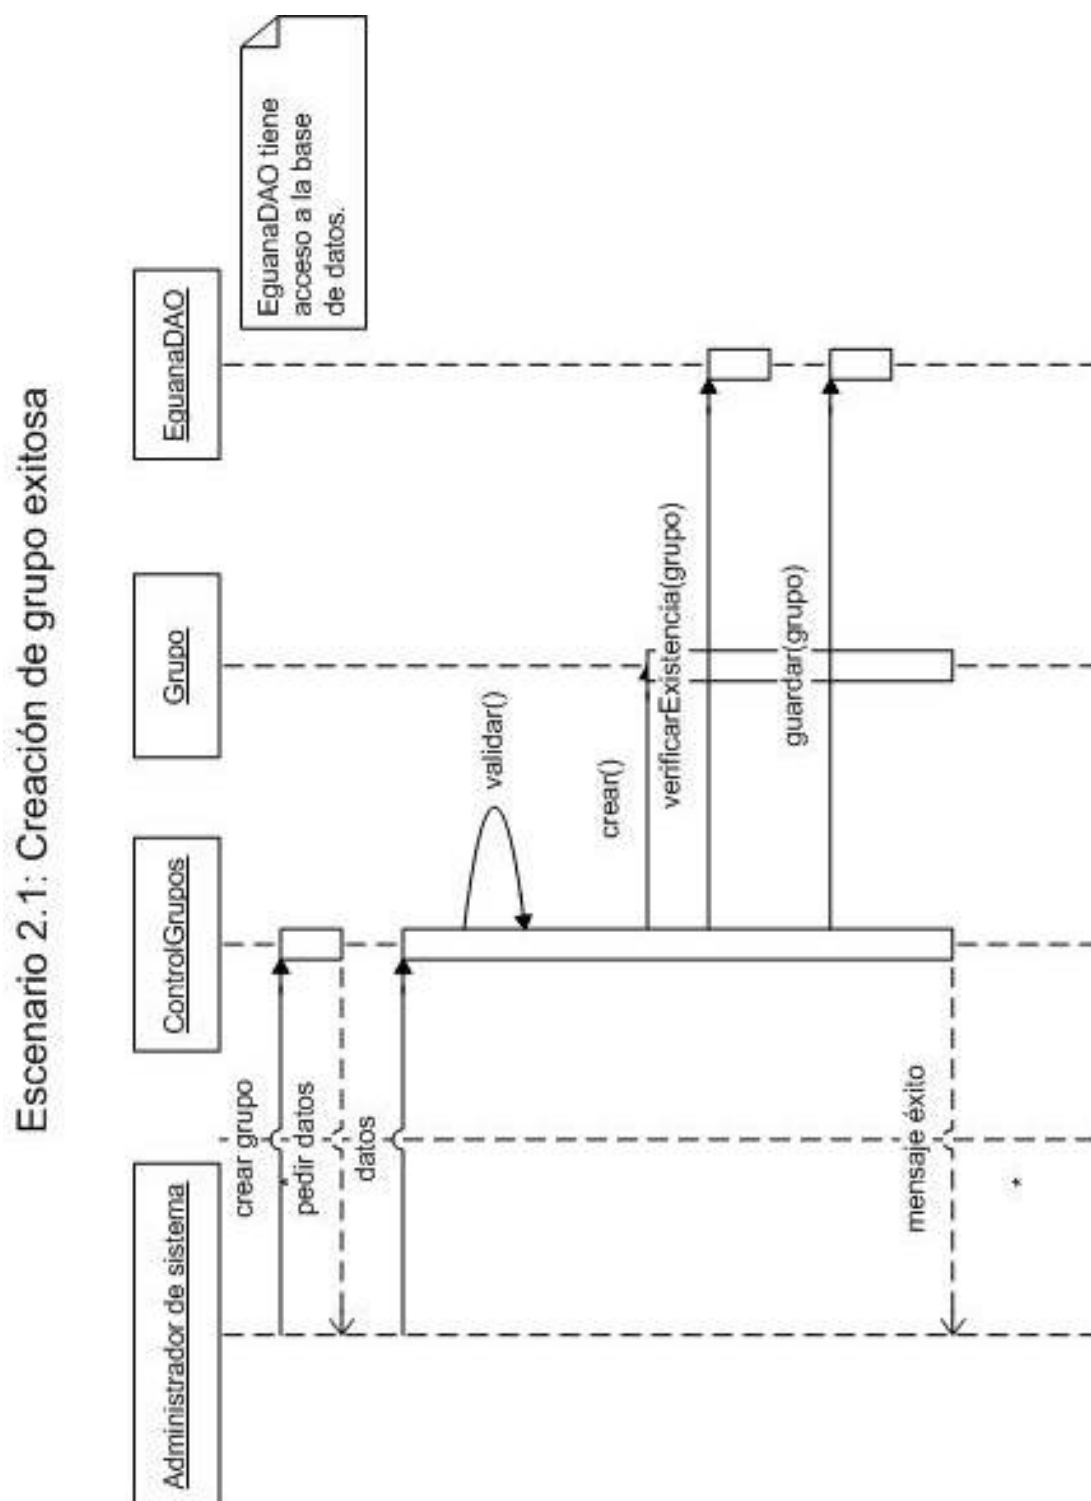 Escenario 2.1: Creación de grupo exitosa
Administrador de sistema
ControlGrupos
Grupo
EguanaDAO
EguanaDAO tiene
acceso a la base
de datos.
crear grupo
*
pedir datos
datos
validar()
crear()
verificarExistencia(grupo)
guardar(grupo)
mensaje éxito
*